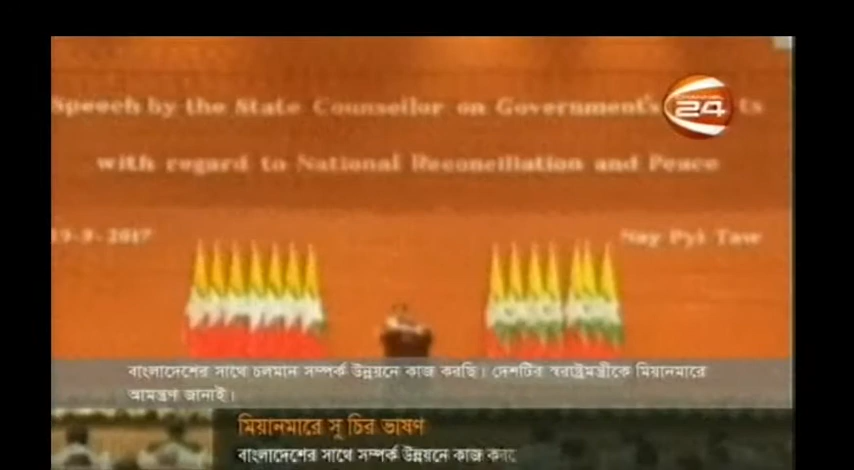 Speech by the State Counsellor on Government's
CHANNEL 24
with regard to National Reconciliation and Peace
19-9-2017
Nay Pyi Taw
বাংলাদেশের সাথে চলমান সম্পর্ক উন্নয়নে কাজ করছি। দেশটির স্বরাষ্ট্রমন্ত্রীকে মিয়ানমারে
আমন্ত্রণ জানাই।
মিয়ানমারে সু চির ভাষণ
বাংলাদেশের সাথে সম্পর্ক উন্নয়নে কাজ